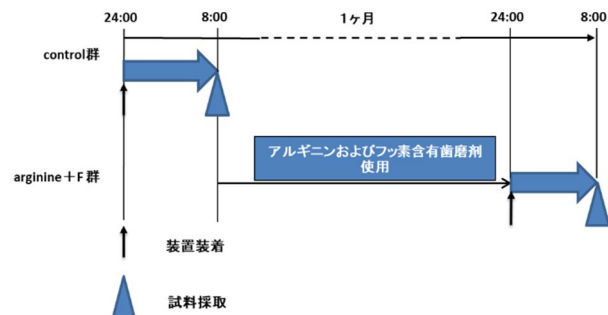 24:00 8:00 1ヶ月 24:00 8:00
control群
アルギニンおよびフッ素含有歯磨剤
使用
arginine+F群
装置装着
試料採取